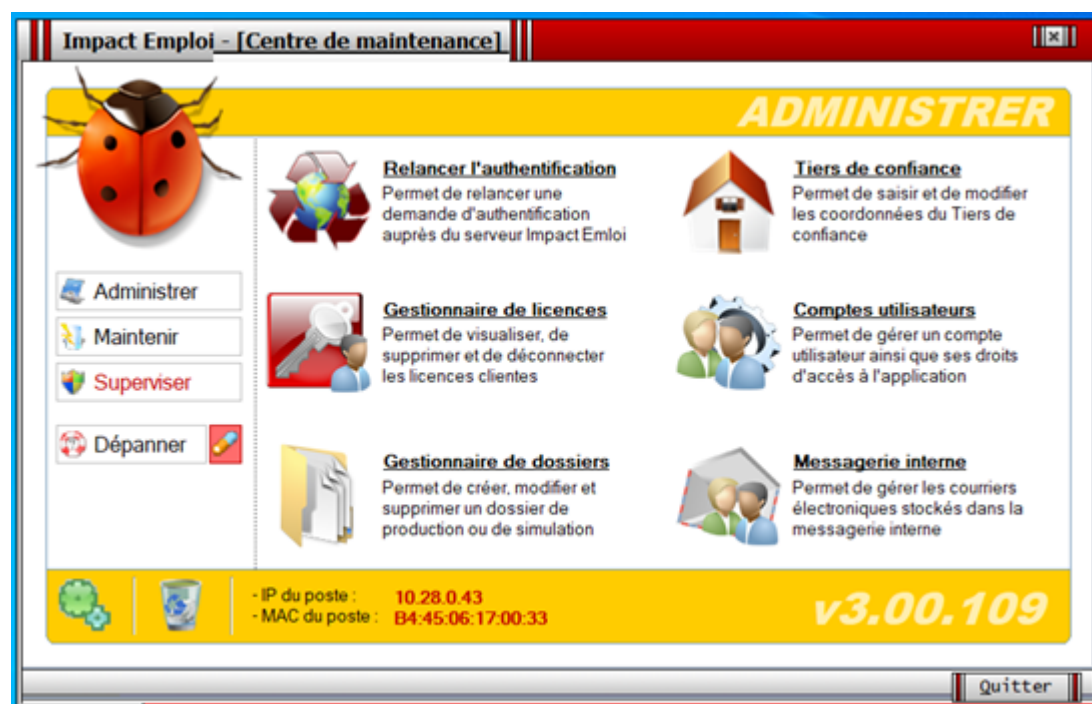 Impact Emploi - [Centre de maintenance]
ADMINISTRER
Relancer l'authentification
Permet de relancer une
demande d'authentification
auprès du serveur Impact Emloi
Tiers de confiance
Permet de saisir et de modifier
les coordonnées du Tiers de
confiance
Administrer
Maintenir
Superviser
Dépanner
Gestionnaire de licences
Permet de visualiser, de
supprimer et de déconnecter
les licences clientes
Comptes utilisateurs
Permet de gérer un compte
utilisateur ainsi que ses droits
d'accès à l'application
Gestionnaire de dossiers
Permet de créer, modifier et
supprimer un dossier de
production ou de simulation
Messagerie interne
Permet de gérer les courriers
électroniques stockés dans la
messagerie interne
- IP du poste : 10.28.0.43
- MAC du poste : B4:45:06:17:00:33
v3.00.109
Quitter